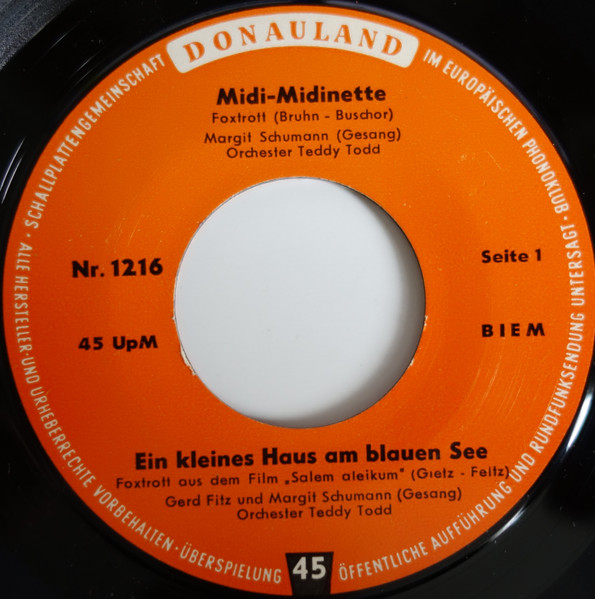 DONAULAND
SCHALLPLATTENGEMEINSCHAFT
IM EUROPÄISCHEN PHONOKLUB ·
Midi-Midinette
Foxtrott (Bruhn - Buschor)
Margit Schumann (Gesang)
Orchester Teddy Todd
Nr. 1216
Seite 1
45 UpM
BIEM
Ein kleines Haus am blauen See
Foxtrott aus dem Film „Salem aleikum" (Gietz - Feltz)
Gerd Fitz und Margit Schumann (Gesang)
Orchester Teddy Todd
· ALLE HERSTELLER- UND URHEBERRECHTE VORBEHALTEN · ÜBERSPIELUNG
45
ÖFFENTLICHE AUFFÜHRUNG UND RUNDFUNKSENDUNG UNTERSAGT ·